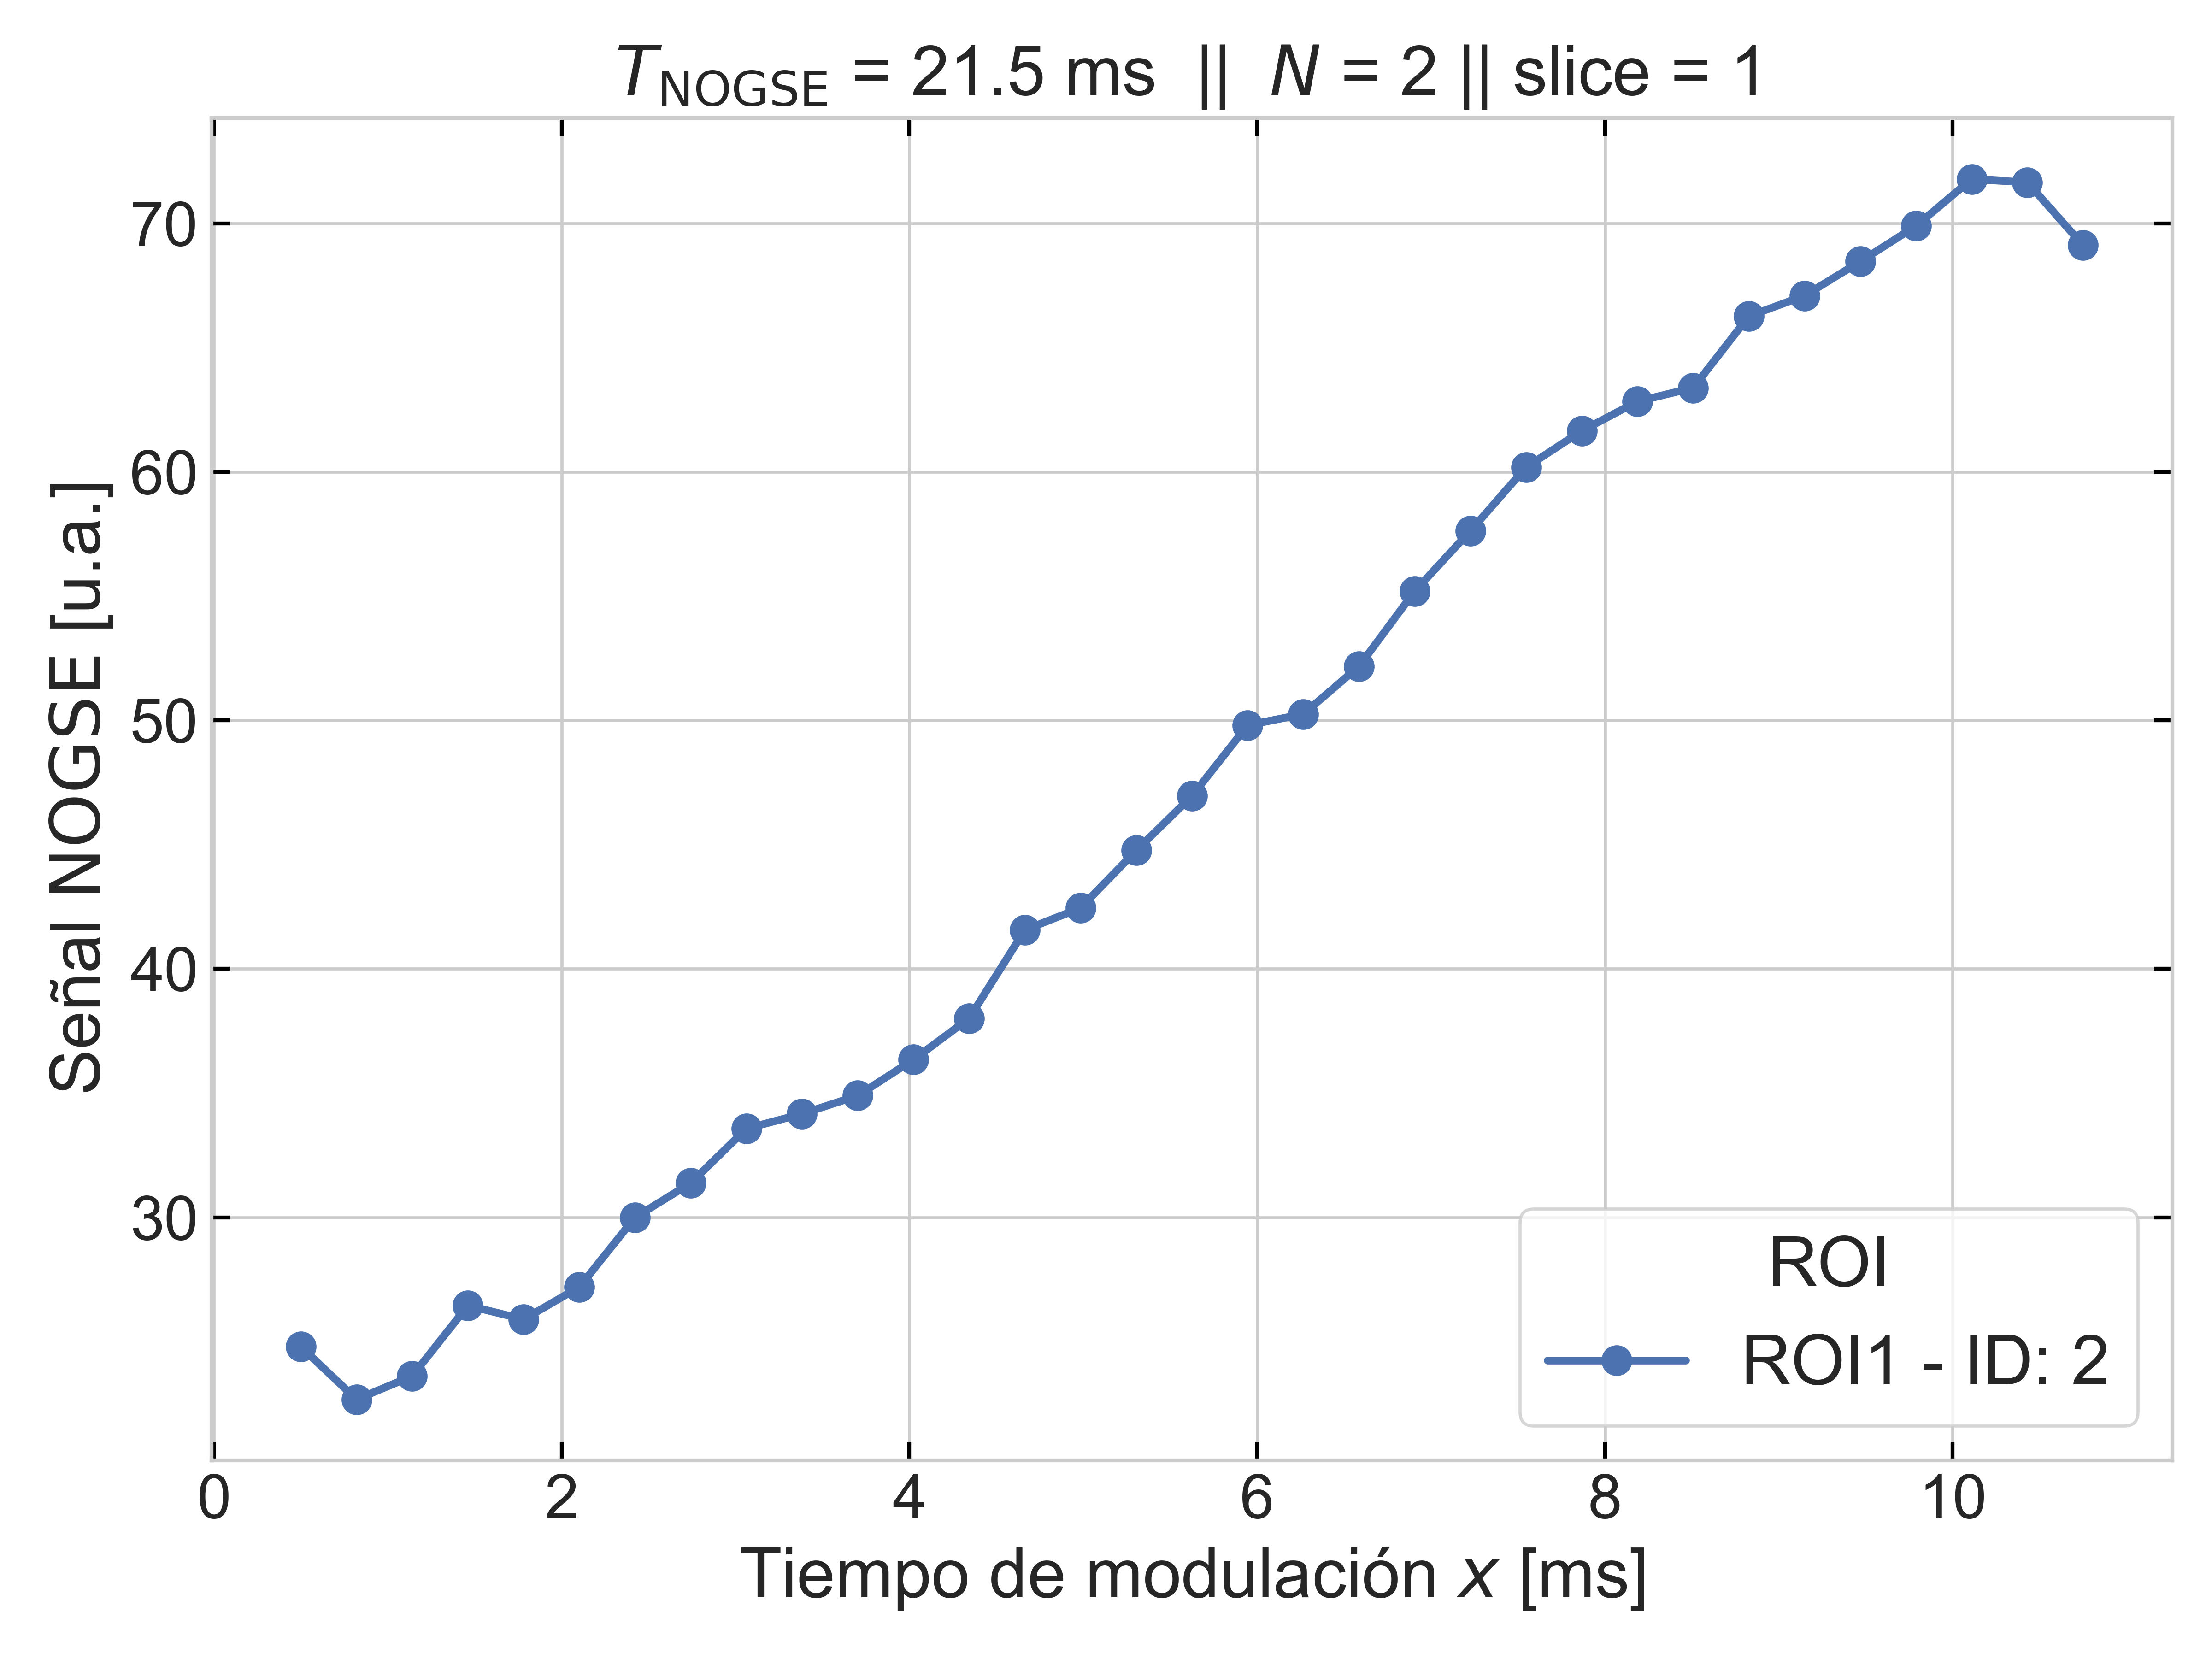 T_NOGSE = 21.5 ms || N = 2 || slice = 1
Señal NOGSE [u.a.]
70
60
50
40
30
0 2 4 6 8 10
Tiempo de modulación x [ms]
ROI
ROI1 - ID: 2